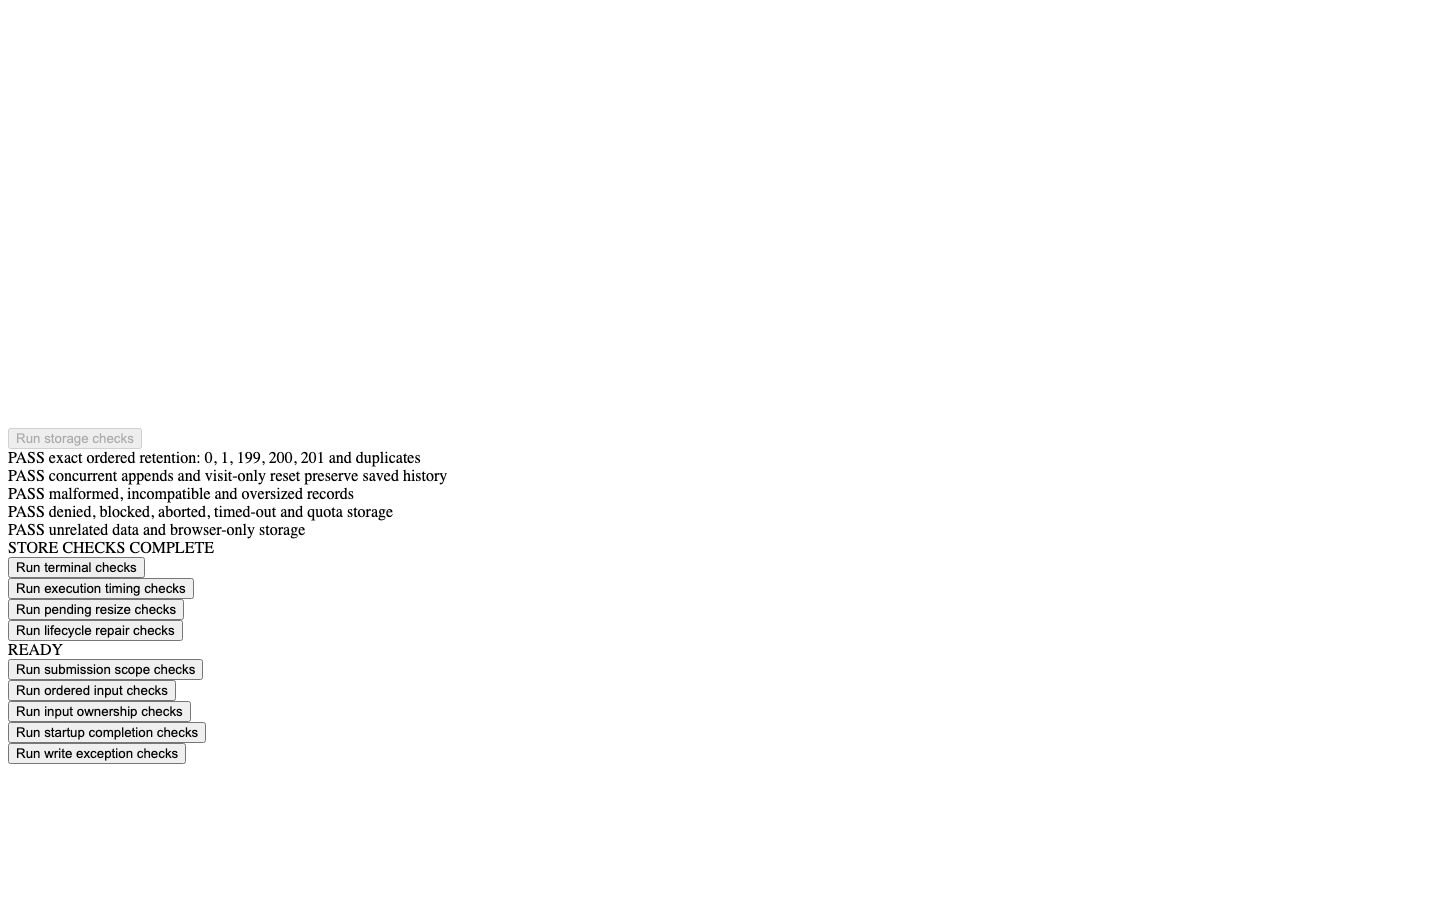 Run storage checks
PASS exact ordered retention: 0, 1, 199, 200, 201 and duplicates
PASS concurrent appends and visit-only reset preserve saved history
PASS malformed, incompatible and oversized records
PASS denied, blocked, aborted, timed-out and quota storage
PASS unrelated data and browser-only storage
STORE CHECKS COMPLETE
Run terminal checks
Run execution timing checks
Run pending resize checks
Run lifecycle repair checks
READY
Run submission scope checks
Run ordered input checks
Run input ownership checks
Run startup completion checks
Run write exception checks